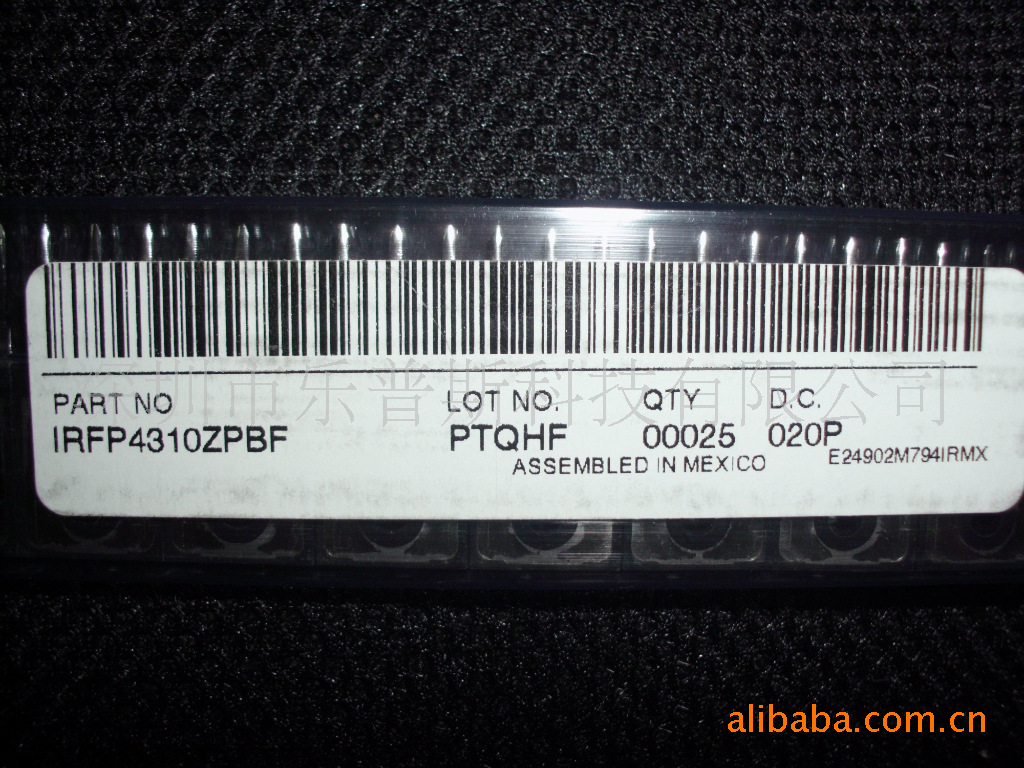 深圳市乐普斯科技有限公司
PART NO LOT NO. QTY D.C.
IRFP4310ZPBF PTQHF 00025 020P
ASSEMBLED IN MEXICO E24902M794IRMX
alibaba.com.cn